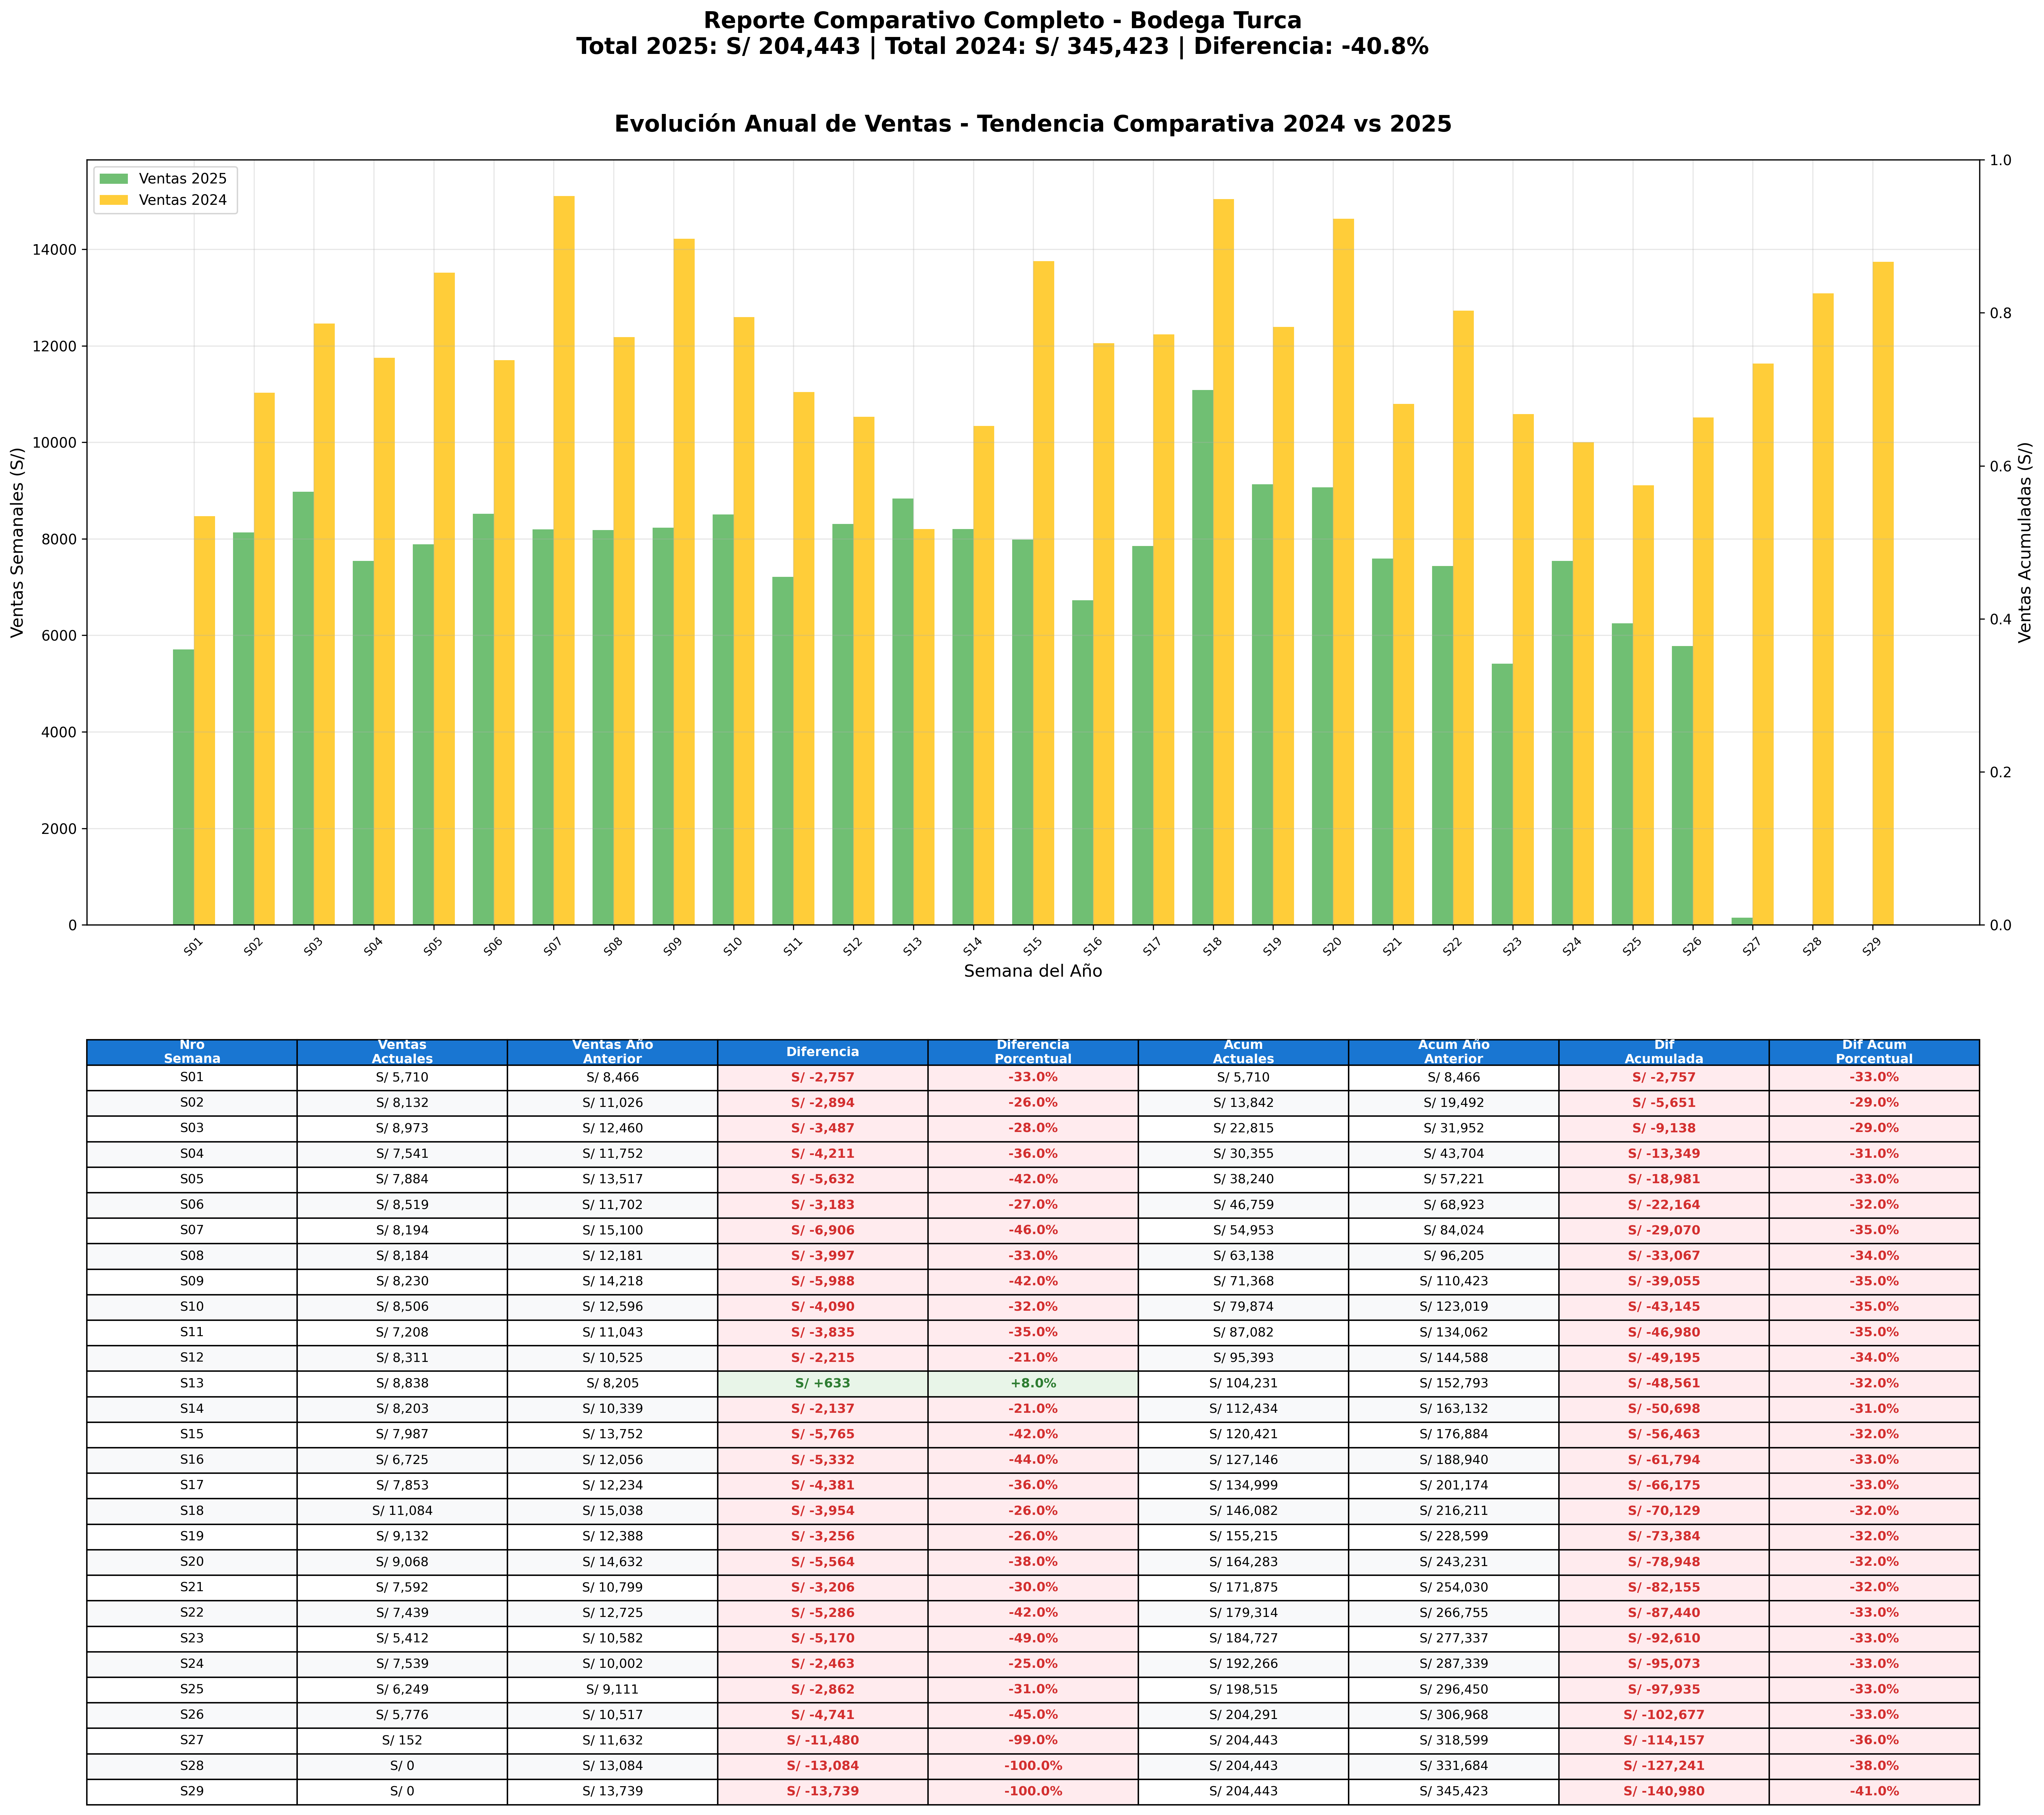 Reporte Comparativo Completo - Bodega Turca
Total 2025: S/ 204,443 | Total 2024: S/ 345,423 | Diferencia: -40.8%
Evolución Anual de Ventas - Tendencia Comparativa 2024 vs 2025
Ventas 2025
Ventas 2024
Ventas Semanales (S/)
14000
12000
10000
8000
6000
4000
2000
0
1.0
0.8
0.6
0.4
0.2
0.0
Ventas Acumuladas (S/)
S01 S02 S03 S04 S05 S06 S07 S08 S09 S10 S11 S12 S13 S14 S15 S16 S17 S18 S19 S20 S21 S22 S23 S24 S25 S26 S27 S28 S29
Semana del Año
Nro Semana Ventas Actuales Ventas Año Anterior Diferencia Diferencia Porcentual Acum Actuales Acum Año Anterior Dif Acumulada Dif Acum Porcentual
S01 S/ 5,710 S/ 8,466 S/ -2,757 -33.0% S/ 5,710 S/ 8,466 S/ -2,757 -33.0%
S02 S/ 8,132 S/ 11,026 S/ -2,894 -26.0% S/ 13,842 S/ 19,492 S/ -5,651 -29.0%
S03 S/ 8,973 S/ 12,460 S/ -3,487 -28.0% S/ 22,815 S/ 31,952 S/ -9,138 -29.0%
S04 S/ 7,541 S/ 11,752 S/ -4,211 -36.0% S/ 30,355 S/ 43,704 S/ -13,349 -31.0%
S05 S/ 7,884 S/ 13,517 S/ -5,632 -42.0% S/ 38,240 S/ 57,221 S/ -18,981 -33.0%
S06 S/ 8,519 S/ 11,702 S/ -3,183 -27.0% S/ 46,759 S/ 68,923 S/ -22,164 -32.0%
S07 S/ 8,194 S/ 15,100 S/ -6,906 -46.0% S/ 54,953 S/ 84,024 S/ -29,070 -35.0%
S08 S/ 8,184 S/ 12,181 S/ -3,997 -33.0% S/ 63,138 S/ 96,205 S/ -33,067 -34.0%
S09 S/ 8,230 S/ 14,218 S/ -5,988 -42.0% S/ 71,368 S/ 110,423 S/ -39,055 -35.0%
S10 S/ 8,506 S/ 12,596 S/ -4,090 -32.0% S/ 79,874 S/ 123,019 S/ -43,145 -35.0%
S11 S/ 7,208 S/ 11,043 S/ -3,835 -35.0% S/ 87,082 S/ 134,062 S/ -46,980 -35.0%
S12 S/ 8,311 S/ 10,525 S/ -2,215 -21.0% S/ 95,393 S/ 144,588 S/ -49,195 -34.0%
S13 S/ 8,838 S/ 8,205 S/ +633 +8.0% S/ 104,231 S/ 152,793 S/ -48,561 -32.0%
S14 S/ 8,203 S/ 10,339 S/ -2,137 -21.0% S/ 112,434 S/ 163,132 S/ -50,698 -31.0%
S15 S/ 7,987 S/ 13,752 S/ -5,765 -42.0% S/ 120,421 S/ 176,884 S/ -56,463 -32.0%
S16 S/ 6,725 S/ 12,056 S/ -5,332 -44.0% S/ 127,146 S/ 188,940 S/ -61,794 -33.0%
S17 S/ 7,853 S/ 12,234 S/ -4,381 -36.0% S/ 134,999 S/ 201,174 S/ -66,175 -33.0%
S18 S/ 11,084 S/ 15,038 S/ -3,954 -26.0% S/ 146,082 S/ 216,211 S/ -70,129 -32.0%
S19 S/ 9,132 S/ 12,388 S/ -3,256 -26.0% S/ 155,215 S/ 228,599 S/ -73,384 -32.0%
S20 S/ 9,068 S/ 14,632 S/ -5,564 -38.0% S/ 164,283 S/ 243,231 S/ -78,948 -32.0%
S21 S/ 7,592 S/ 10,799 S/ -3,206 -30.0% S/ 171,875 S/ 254,030 S/ -82,155 -32.0%
S22 S/ 7,439 S/ 12,725 S/ -5,286 -42.0% S/ 179,314 S/ 266,755 S/ -87,440 -33.0%
S23 S/ 5,412 S/ 10,582 S/ -5,170 -49.0% S/ 184,727 S/ 277,337 S/ -92,610 -33.0%
S24 S/ 7,539 S/ 10,002 S/ -2,463 -25.0% S/ 192,266 S/ 287,339 S/ -95,073 -33.0%
S25 S/ 6,249 S/ 9,111 S/ -2,862 -31.0% S/ 198,515 S/ 296,450 S/ -97,935 -33.0%
S26 S/ 5,776 S/ 10,517 S/ -4,741 -45.0% S/ 204,291 S/ 306,968 S/ -102,677 -33.0%
S27 S/ 152 S/ 11,632 S/ -11,480 -99.0% S/ 204,443 S/ 318,599 S/ -114,157 -36.0%
S28 S/ 0 S/ 13,084 S/ -13,084 -100.0% S/ 204,443 S/ 331,684 S/ -127,241 -38.0%
S29 S/ 0 S/ 13,739 S/ -13,739 -100.0% S/ 204,443 S/ 345,423 S/ -140,980 -41.0%